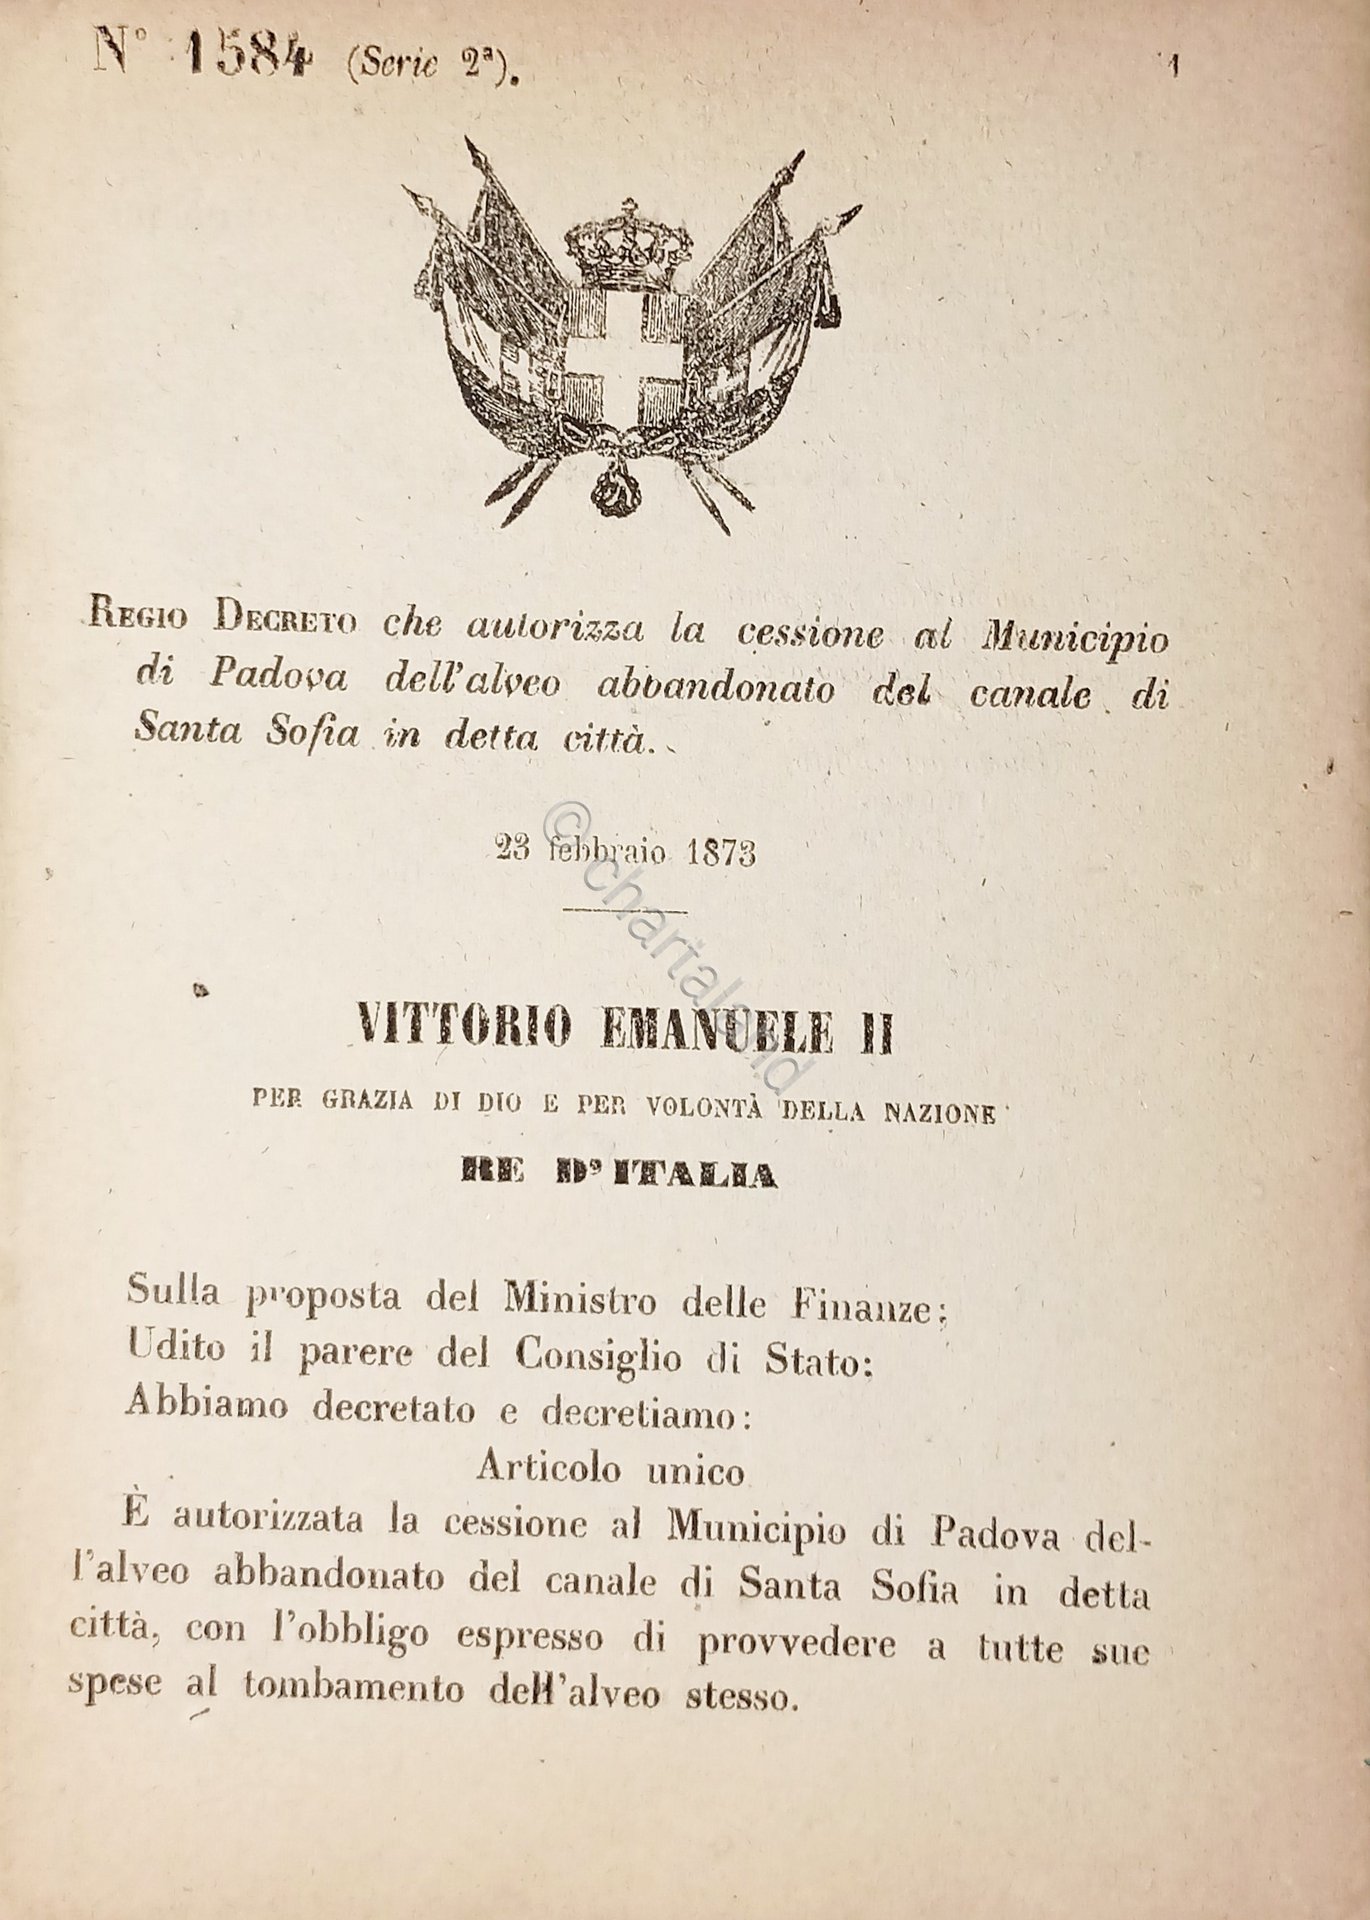 N° 1584 (Serie 2ª).
1
REGIO DECRETO che autorizza la cessione al Municipio
di Padova dell'alveo abbandonato del canale di
Santa Sofia in detta città.
23 febbraio 1873
© chartaland
VITTORIO EMANUELE II
PER GRAZIA DI DIO E PER VOLONTÀ DELLA NAZIONE
RE D'ITALIA
Sulla proposta del Ministro delle Finanze;
Udito il parere del Consiglio di Stato:
Abbiamo decretato e decretiamo:
Articolo unico
È autorizzata la cessione al Municipio di Padova del-
l'alveo abbandonato del canale di Santa Sofia in detta
città, con l'obbligo espresso di provvedere a tutte sue
spese al tombamento dell'alveo stesso.